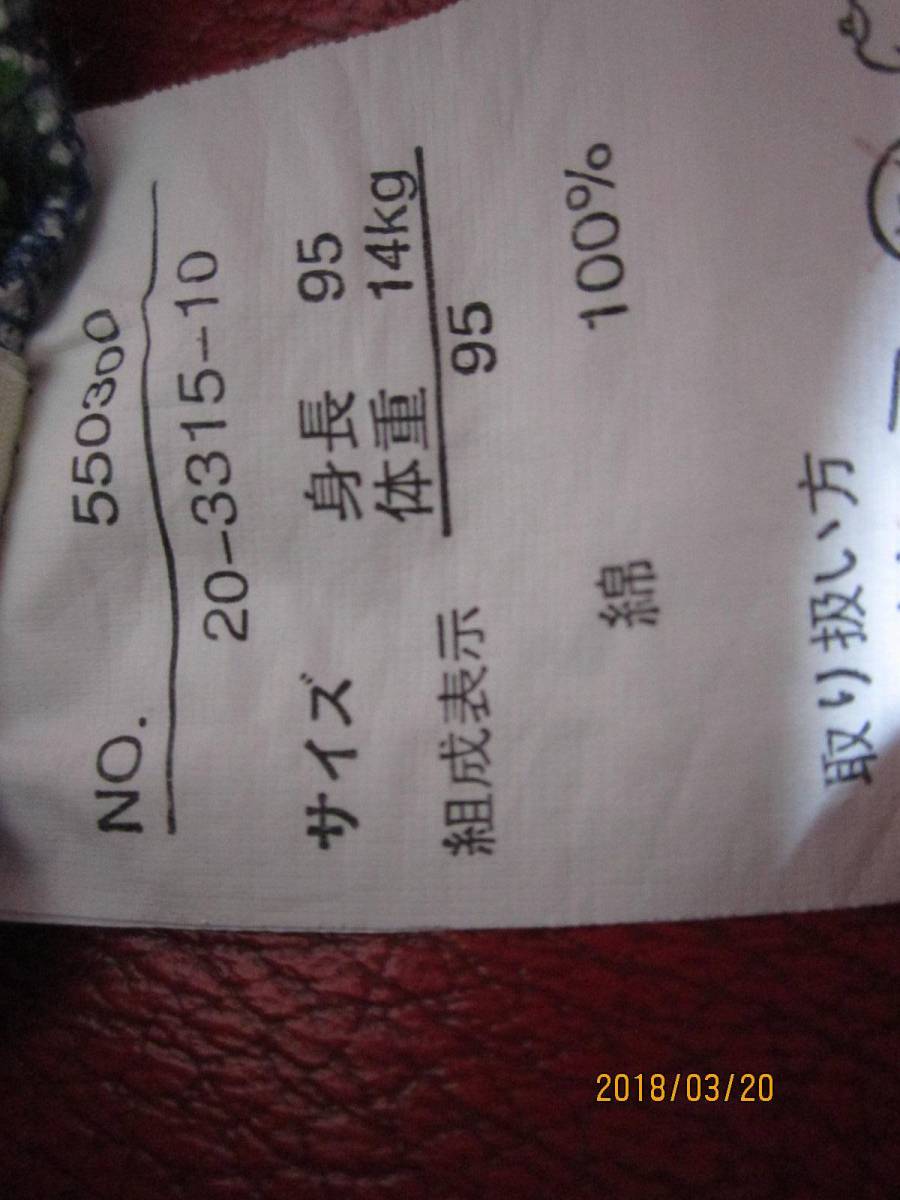 NO. 550300
20-3315-10
サイズ 身長 95
体重 14kg
95
組成表示
綿 100%
取り扱い方
2018/03/20